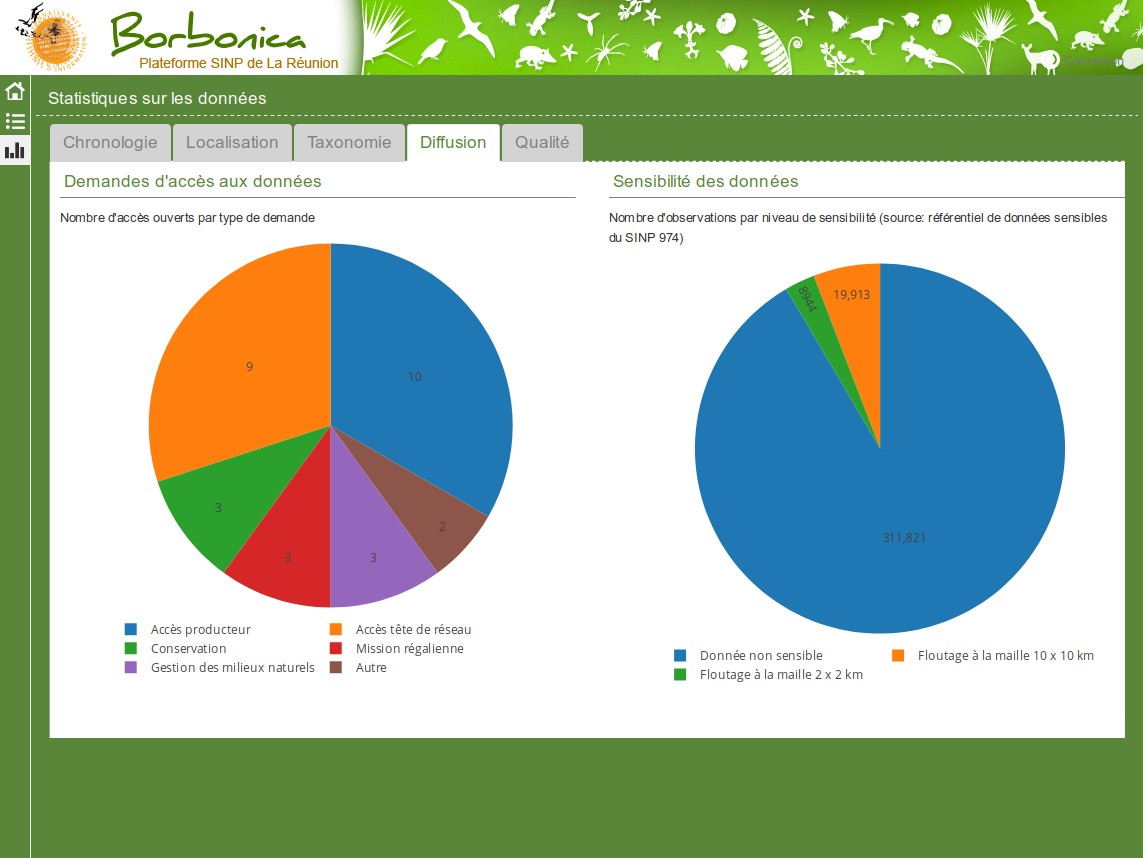 Borbonica
Plateforme SINP de La Réunion
Statistiques sur les données
Chronologie
Localisation
Taxonomie
Diffusion
Qualité
Demandes d'accès aux données
Nombre d'accès ouverts par type de demande
10
9
3
3
3
2
Accès producteur
Accès tête de réseau
Conservation
Mission régalienne
Gestion des milieux naturels
Autre
Sensibilité des données
Nombre d'observations par niveau de sensibilité (source: référentiel de données sensibles
du SINP 974)
8944
19,913
311,821
Donnée non sensible
Floutage à la maille 10 x 10 km
Floutage à la maille 2 x 2 km